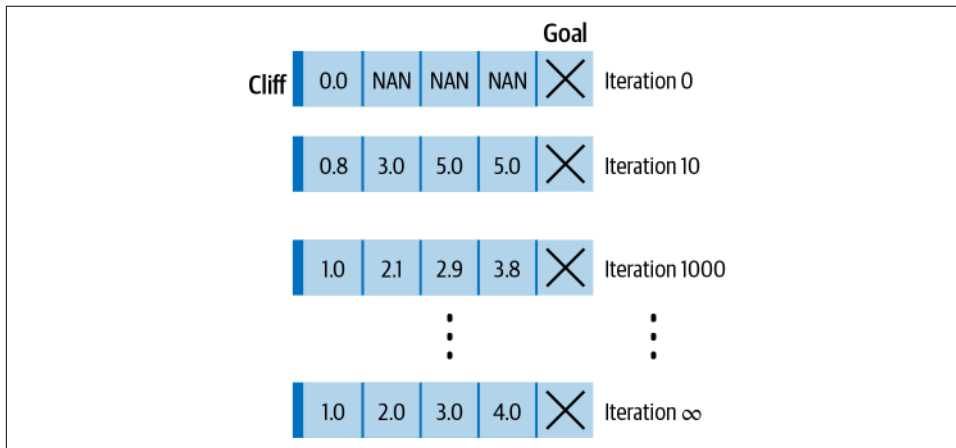 Goal
Cliff 0.0 NAN NAN NAN Iteration 0
0.8 3.0 5.0 5.0 Iteration 10
1.0 2.1 2.9 3.8 Iteration 1000
1.0 2.0 3.0 4.0 Iteration ∞